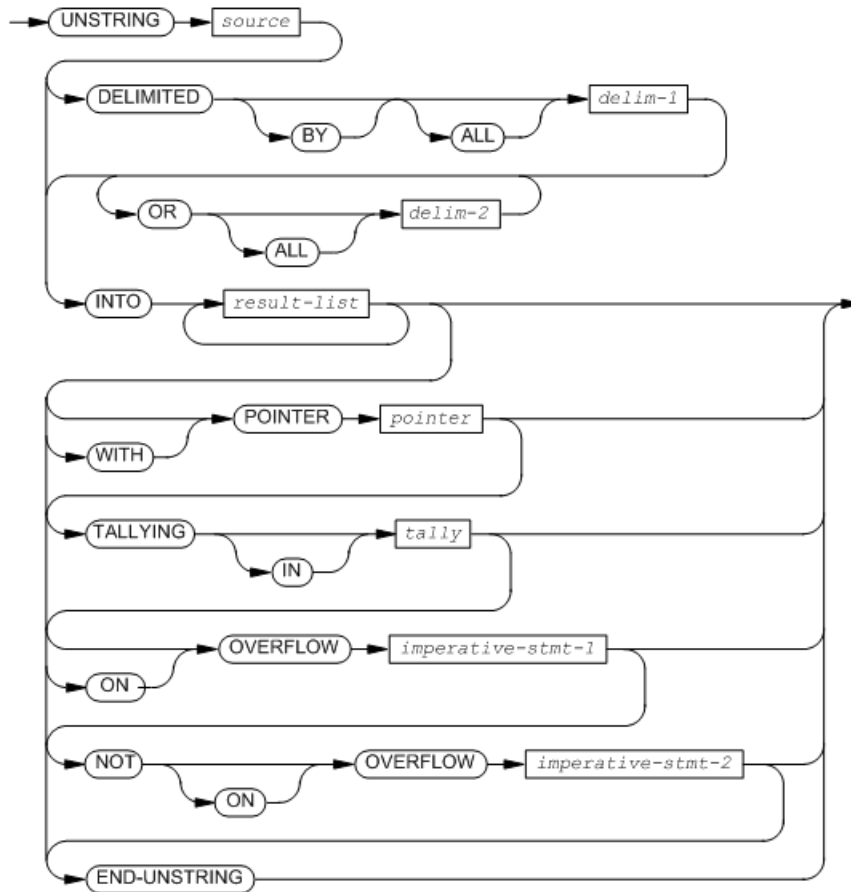 UNSTRING source
DELIMITED BY ALL delim-1
OR ALL delim-2
INTO result-list
WITH POINTER pointer
TALLYING IN tally
ON OVERFLOW imperative-stmt-1
NOT ON OVERFLOW imperative-stmt-2
END-UNSTRING